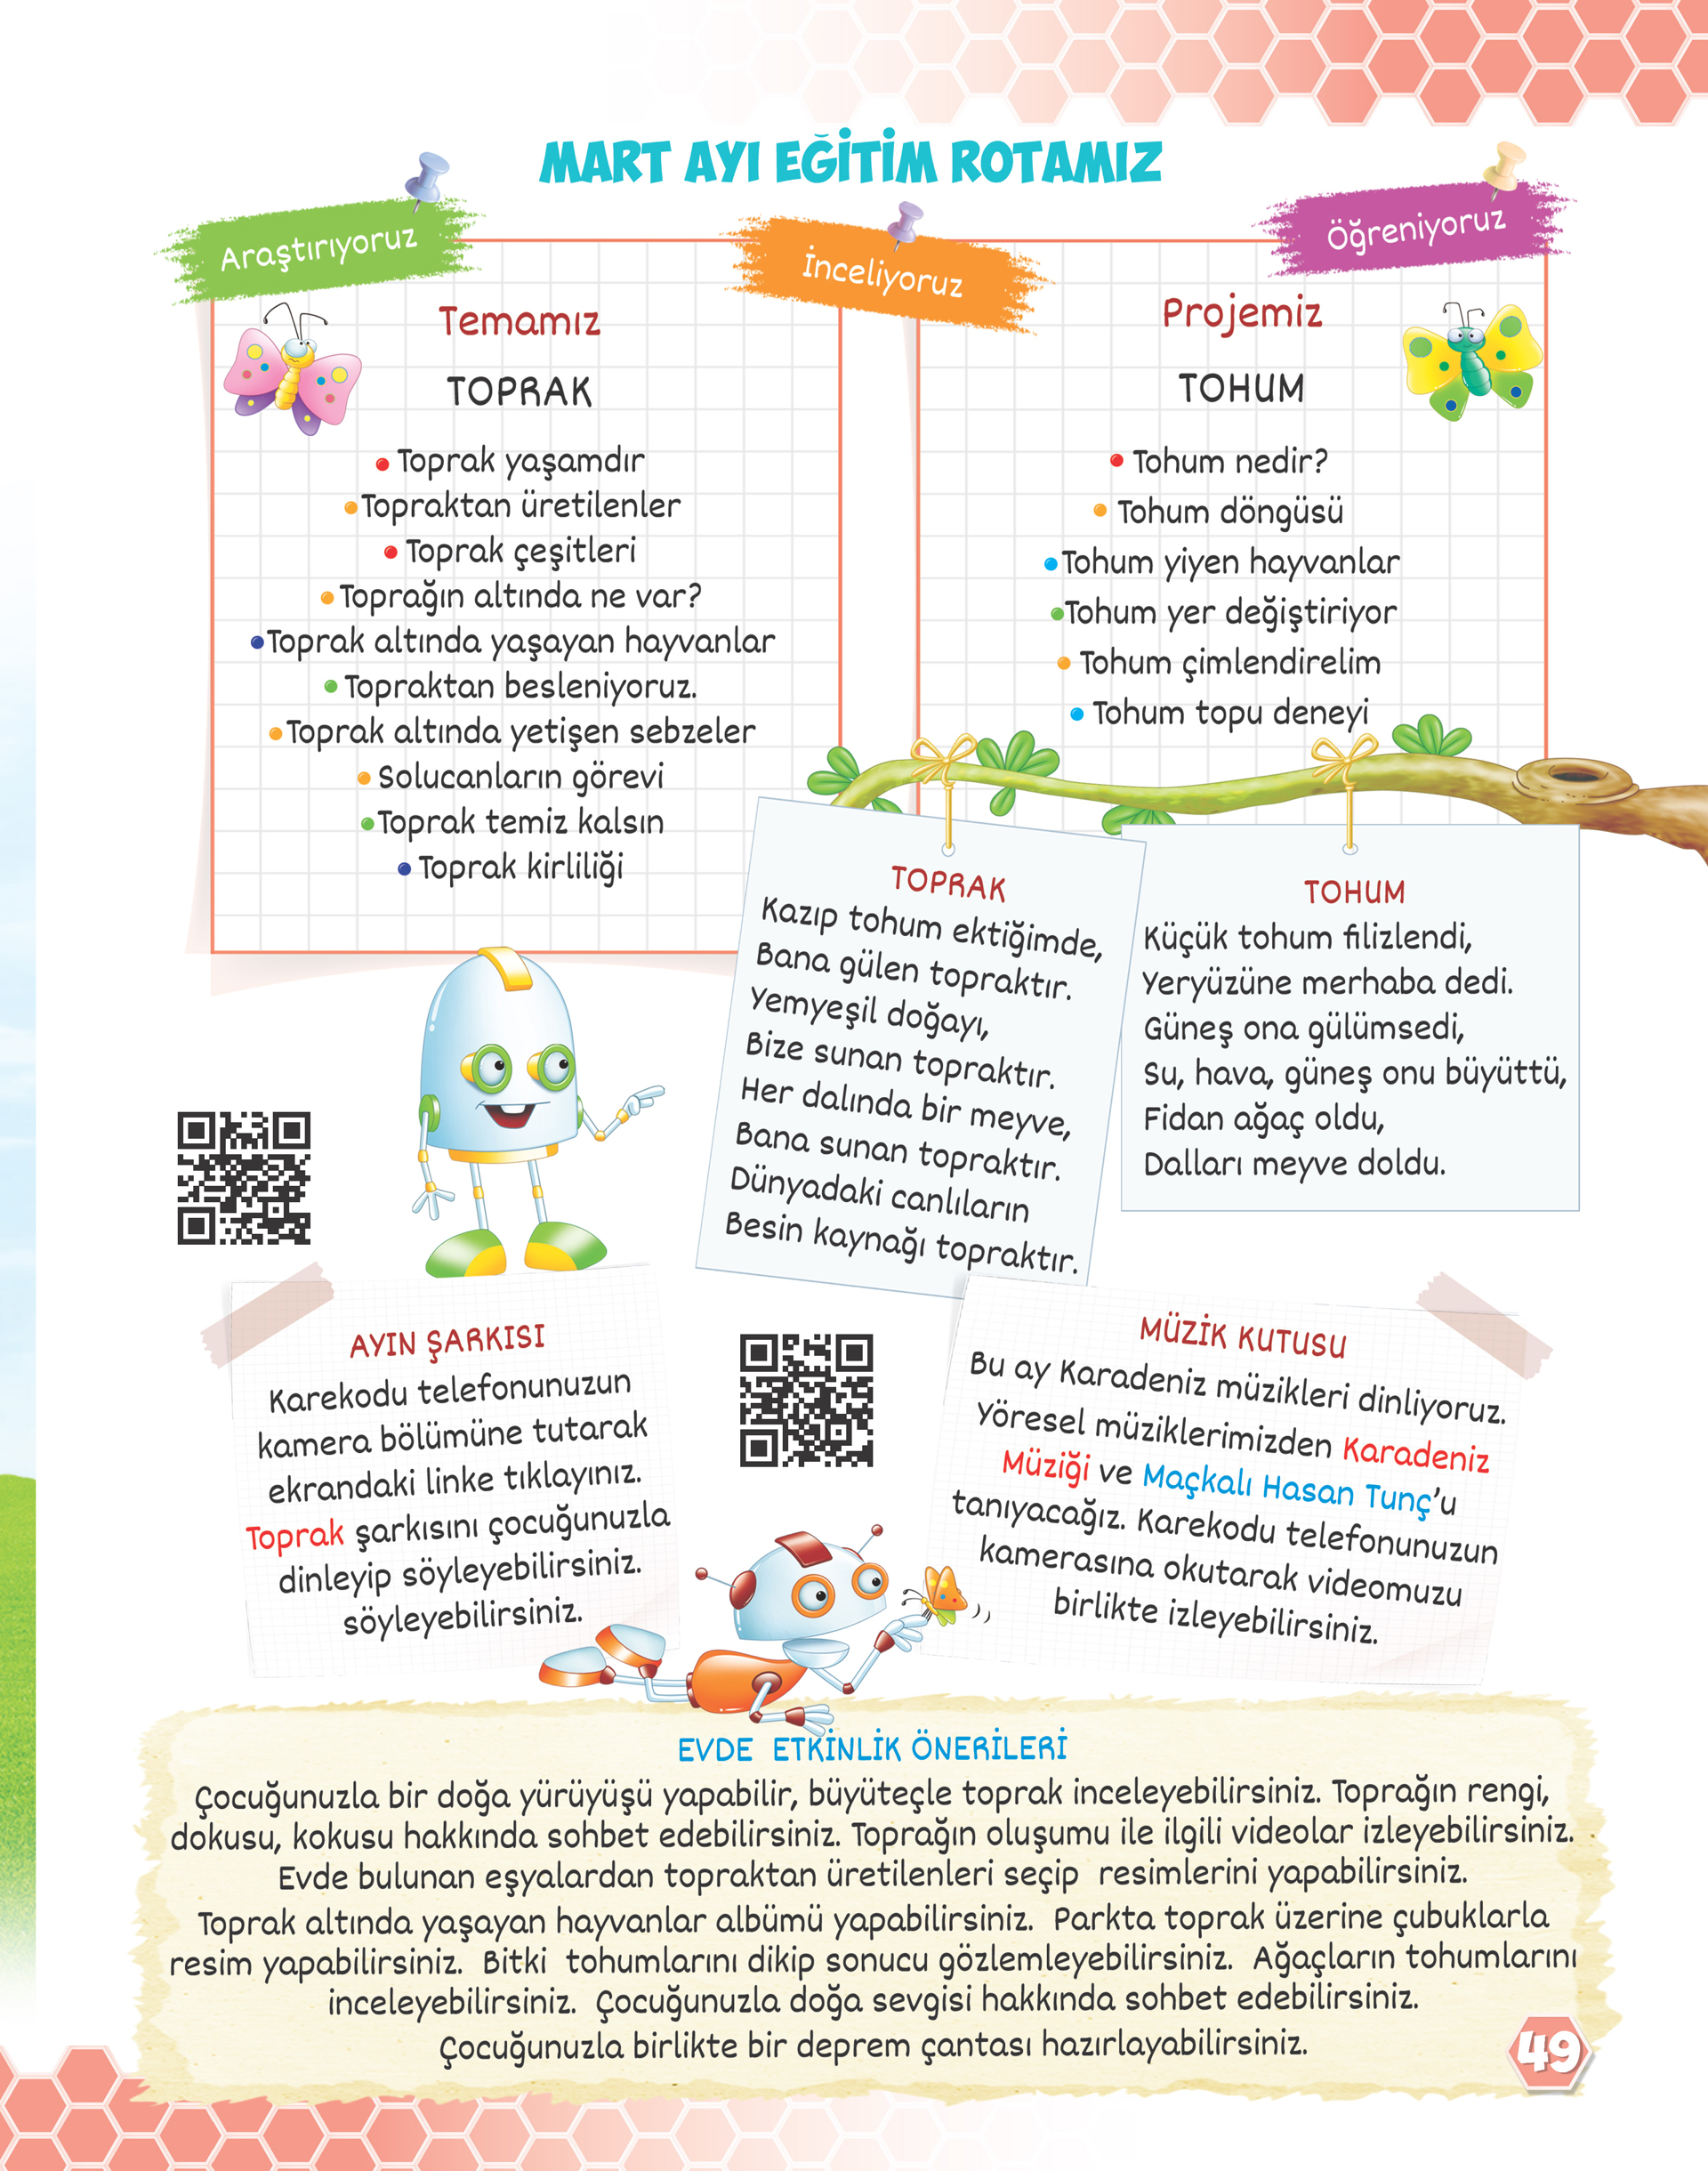 MART AYI EĞİTİM ROTAMIZ
Araştırıyoruz
İnceliyoruz
Öğreniyoruz
Temamız
TOPRAK
• Toprak yaşamdır
• Topraktan üretilenler
• Toprak çeşitleri
• Toprağın altında ne var?
• Toprak altında yaşayan hayvanlar
• Topraktan besleniyoruz.
• Toprak altında yetişen sebzeler
• Solucanların görevi
• Toprak temiz kalsın
• Toprak kirliliği
Projemiz
TOHUM
• Tohum nedir?
• Tohum döngüsü
• Tohum yiyen hayvanlar
• Tohum yer değiştiriyor
• Tohum çimlendirelim
• Tohum topu deneyi
TOPRAK
Kazıp tohum ektiğimde,
Bana gülen topraktır.
Yemyeşil doğayı,
Bize sunan topraktır.
Her dalında bir meyve,
Bana sunan topraktır.
Dünyadaki canlıların
Besin kaynağı topraktır.
TOHUM
Küçük tohum filizlendi,
Yeryüzüne merhaba dedi.
Güneş ona gülümsedi,
Su, hava, güneş onu büyüttü,
Fidan ağaç oldu,
Dalları meyve doldu.
AYIN ŞARKISI
Karekodu telefonunuzun
kamera bölümüne tutarak
ekrandaki linke tıklayınız.
Toprak şarkısını çocuğunuzla
dinleyip söyleyebilirsiniz.
söyleyebilirsiniz.
MÜZİK KUTUSU
Bu ay Karadeniz müzikleri dinliyoruz.
Yöresel müziklerimizden Karadeniz
Müziği ve Maçkalı Hasan Tunç'u
tanıyacağız. Karekodu telefonunuzun
kamerasına okutarak videomuzu
birlikte izleyebilirsiniz.
EVDE ETKİNLİK ÖNERİLERİ
Çocuğunuzla bir doğa yürüyüşü yapabilir, büyüteçle toprak inceleyebilirsiniz. Toprağın rengi,
dokusu, kokusu hakkında sohbet edebilirsiniz. Toprağın oluşumu ile ilgili videolar izleyebilirsiniz.
Evde bulunan eşyalardan topraktan üretilenleri seçip resimlerini yapabilirsiniz.
Toprak altında yaşayan hayvanlar albümü yapabilirsiniz. Parkta toprak üzerine çubuklarla
resim yapabilirsiniz. Bitki tohumlarını dikip sonucu gözlemleyebilirsiniz. Ağaçların tohumlarını
inceleyebilirsiniz. Çocuğunuzla doğa sevgisi hakkında sohbet edebilirsiniz.
Çocuğunuzla birlikte bir deprem çantası hazırlayabilirsiniz.
49